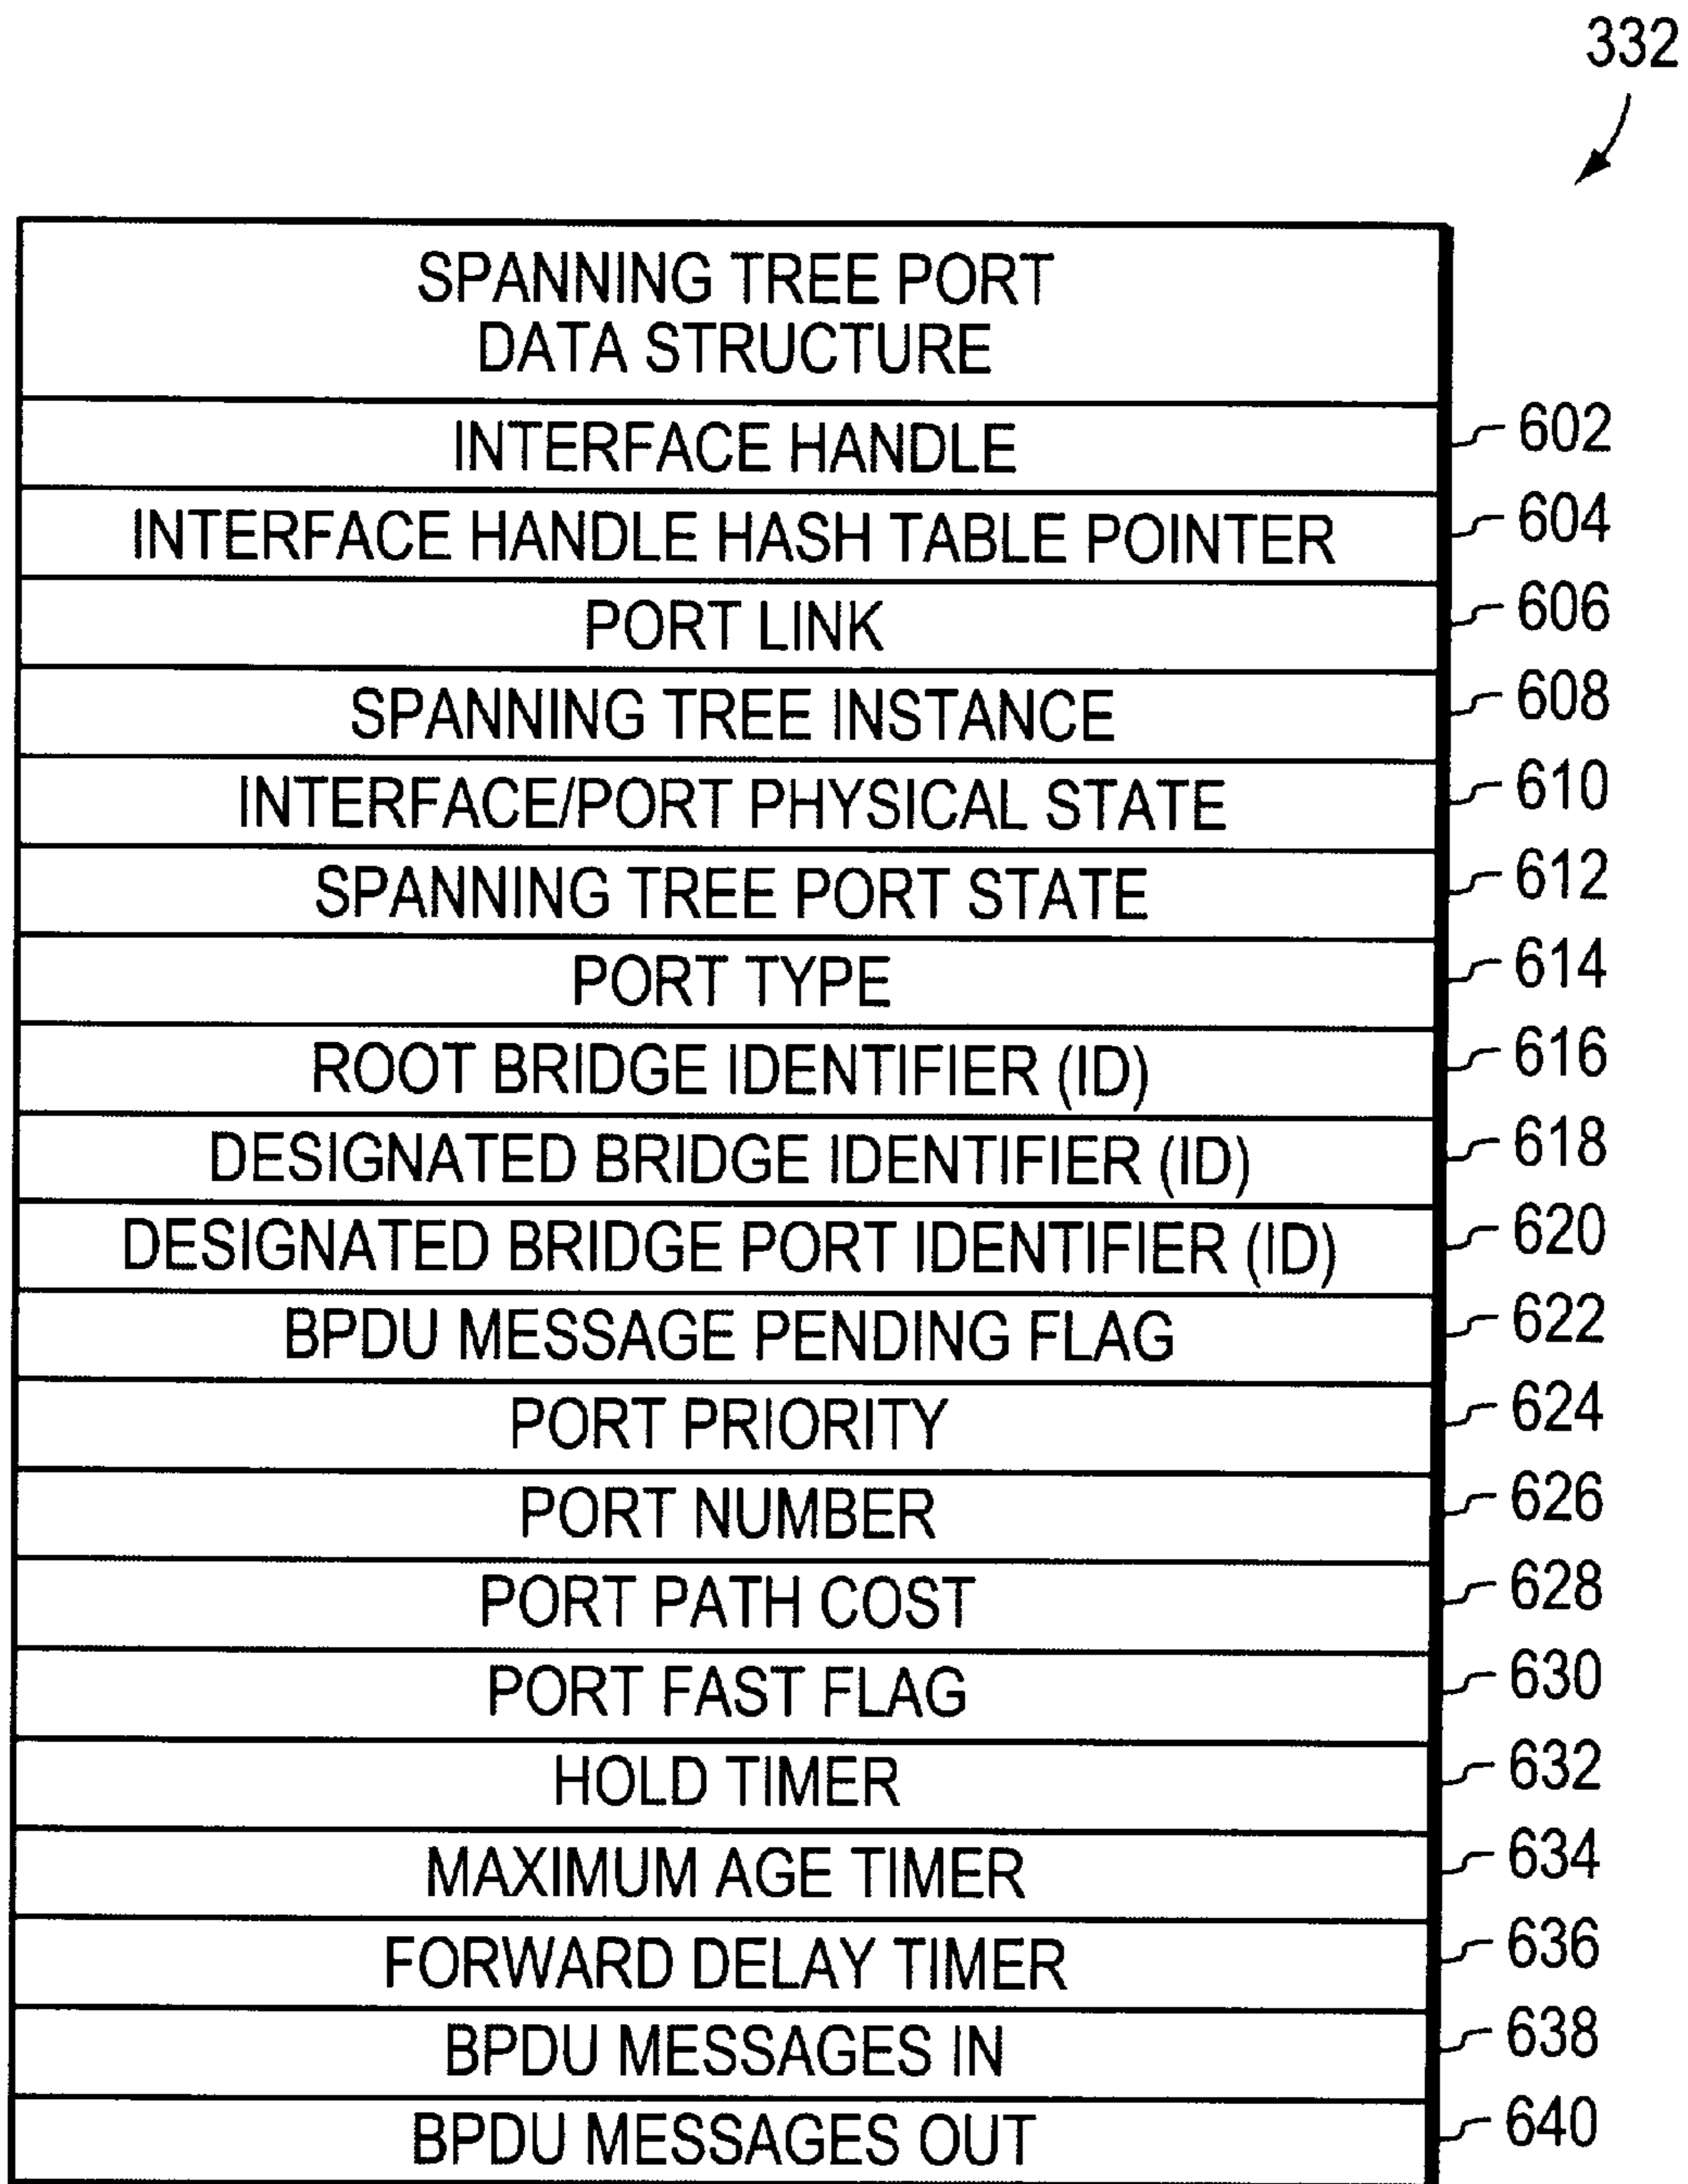 332
SPANNING TREE PORT
DATA STRUCTURE
INTERFACE HANDLE 602
INTERFACE HANDLE HASH TABLE POINTER 604
PORT LINK 606
SPANNING TREE INSTANCE 608
INTERFACE/PORT PHYSICAL STATE 610
SPANNING TREE PORT STATE 612
PORT TYPE 614
ROOT BRIDGE IDENTIFIER (ID) 616
DESIGNATED BRIDGE IDENTIFIER (ID) 618
DESIGNATED BRIDGE PORT IDENTIFIER (ID) 620
BPDU MESSAGE PENDING FLAG 622
PORT PRIORITY 624
PORT NUMBER 626
PORT PATH COST 628
PORT FAST FLAG 630
HOLD TIMER 632
MAXIMUM AGE TIMER 634
FORWARD DELAY TIMER 636
BPDU MESSAGES IN 638
BPDU MESSAGES OUT 640